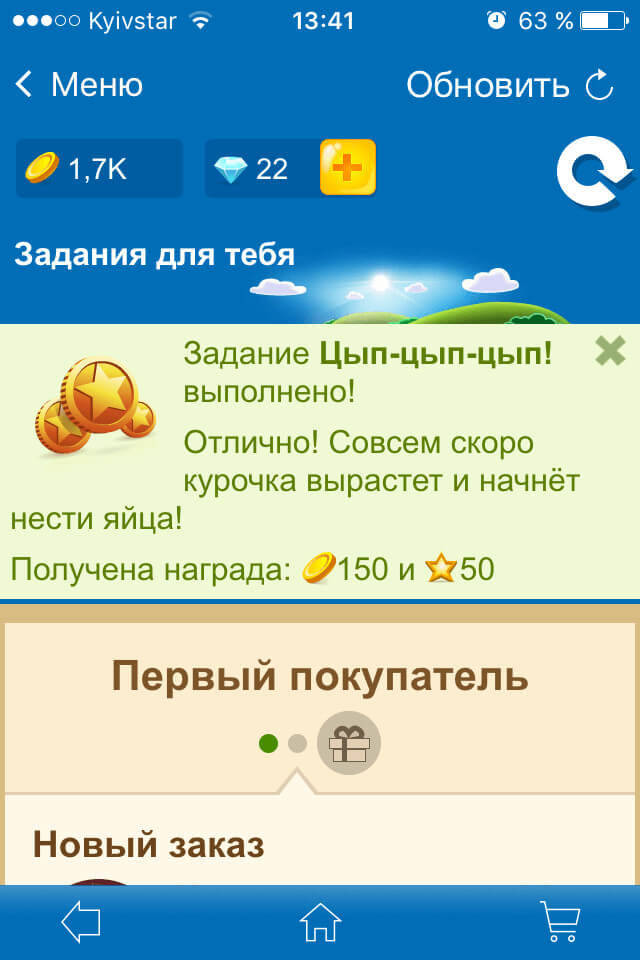 Kyivstar 13:41 63 %
Меню Обновить
1,7K 22
Задания для тебя
Задание Цып-цып-цып!
выполнено!
Отлично! Совсем скоро
курочка вырастет и начнёт
нести яйца!
Получена награда: 150 и 50
Первый покупатель
Новый заказ